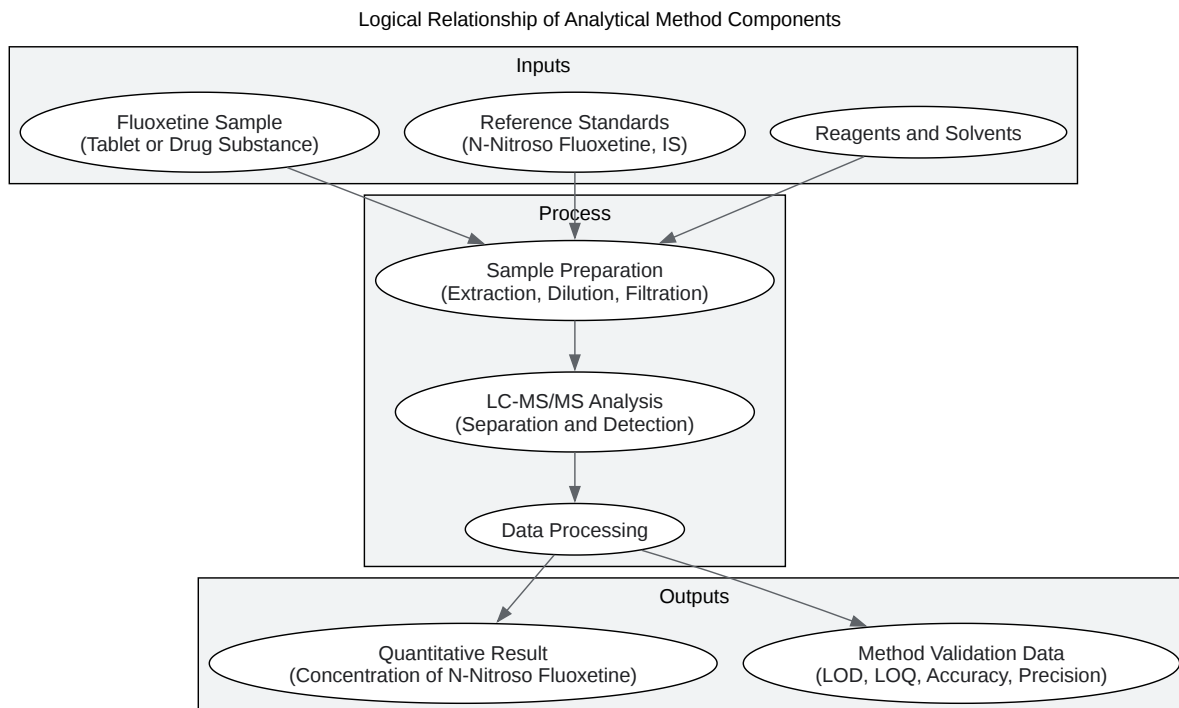 Logical Relationship of Analytical Method Components
Inputs
Fluoxetine Sample
(Tablet or Drug Substance)
Reference Standards
(N-Nitroso Fluoxetine, IS)
Reagents and Solvents
Process
Sample Preparation
(Extraction, Dilution, Filtration)
LC-MS/MS Analysis
(Separation and Detection)
Data Processing
Outputs
Quantitative Result
(Concentration of N-Nitroso Fluoxetine)
Method Validation Data
(LOD, LOQ, Accuracy, Precision)